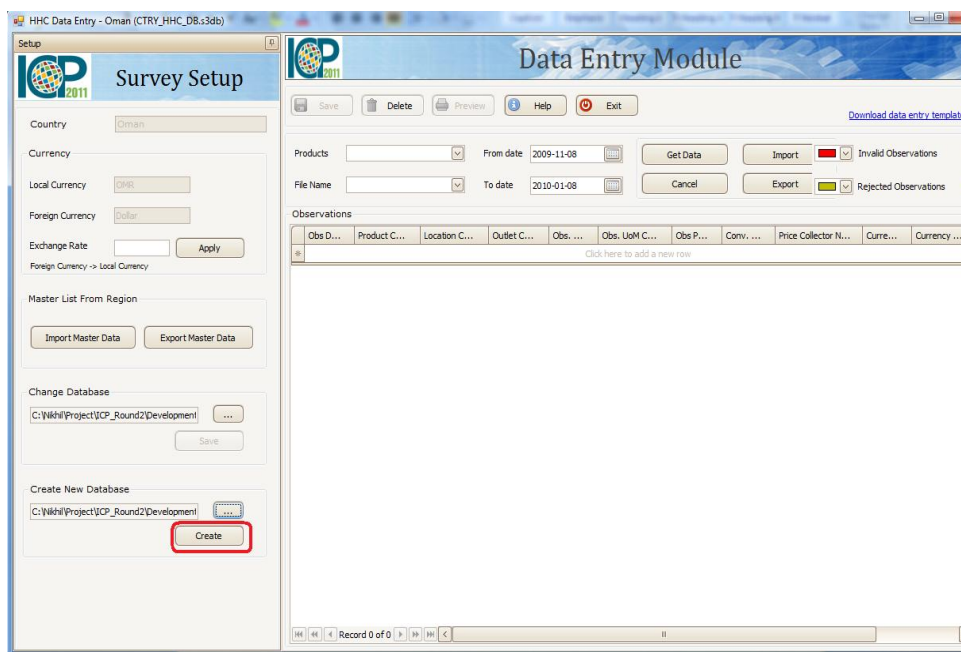 HHC Data Entry - Oman (CTRY_HHC_DB.s3db)
Setup
ICP 2011
Survey Setup
Country Oman
Currency
Local Currency OMR
Foreign Currency Dollar
Exchange Rate Apply
Foreign Currency -> Local Currency
Master List From Region
Import Master Data Export Master Data
Change Database
C:\Nikhil\Project\ICP_Round2\Development ...
Save
Create New Database
C:\Nikhil\Project\ICP_Round2\Development ...
Create
ICP 2011
Data Entry Module
Save Delete Preview Help Exit
Download data entry templat
Products From date 2009-11-08 Get Data Import Invalid Observations
File Name To date 2010-01-08 Cancel Export Rejected Observations
Observations
Obs D... Product C... Location C... Outlet C... Obs. ... Obs. UoM C... Obs P... Conv. ... Price Collector N... Curre... Currency ...
Click here to add a new row
Record 0 of 0